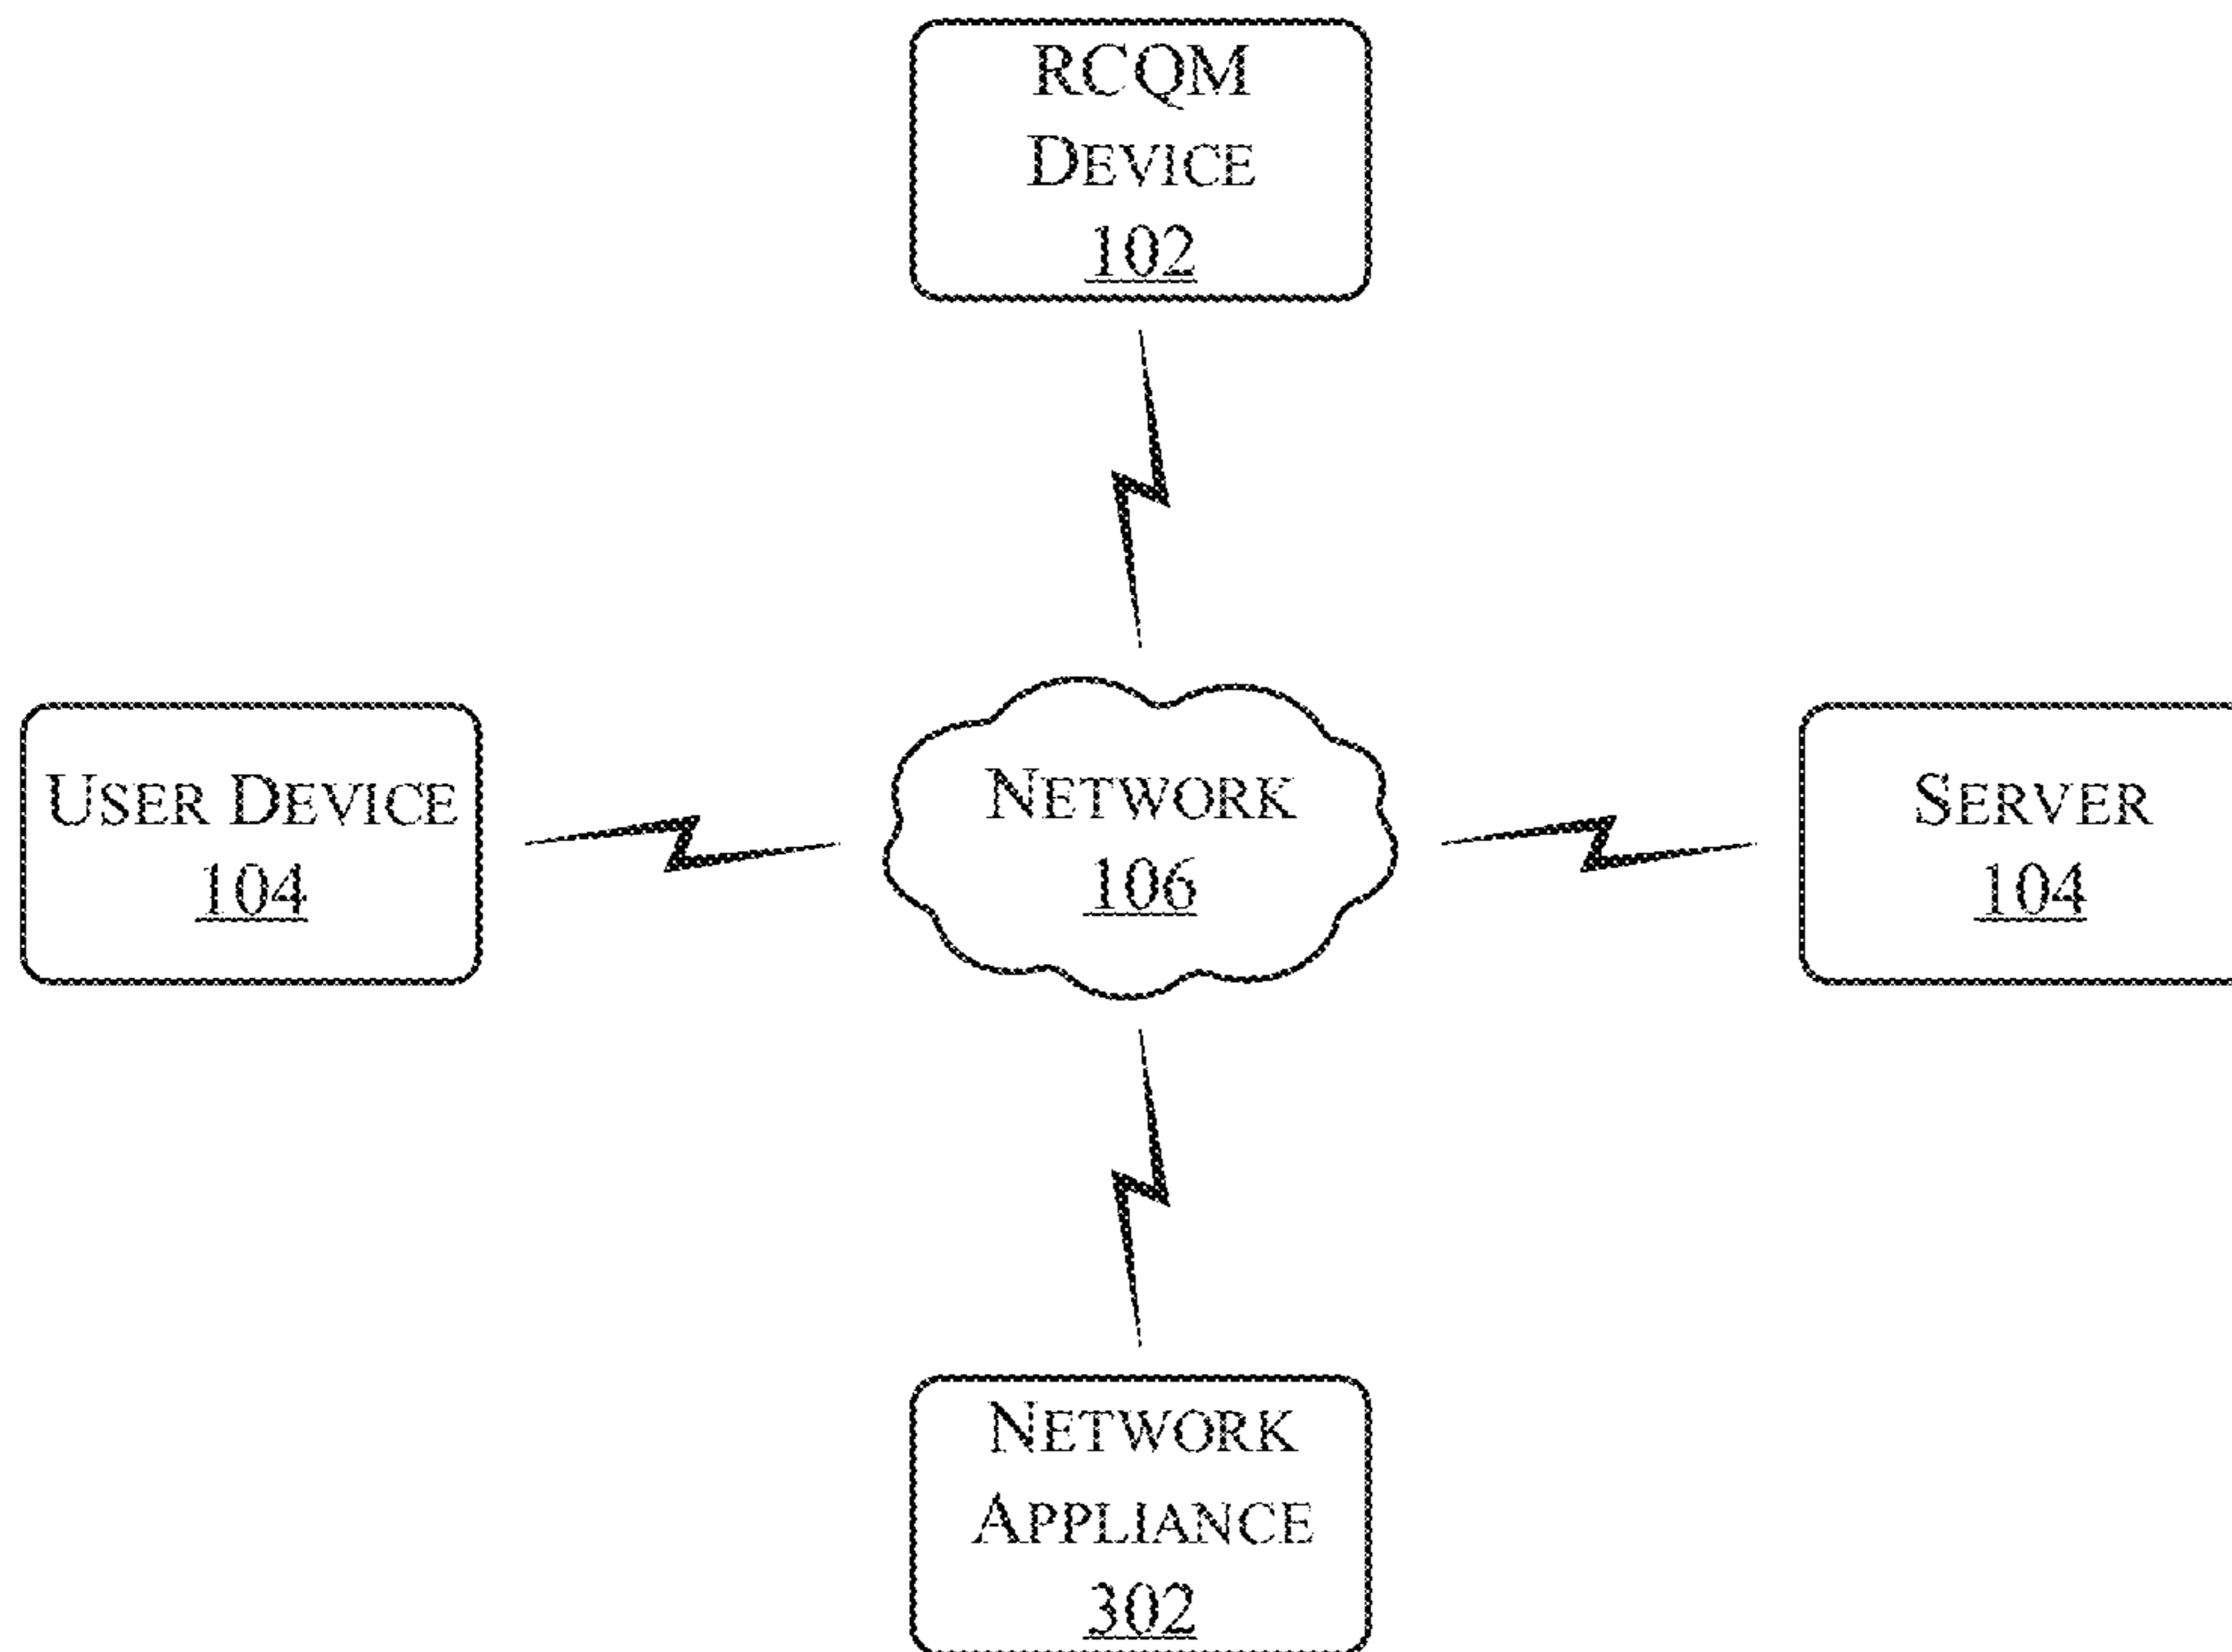 RCQM
DEVICE
102
USER DEVICE
104
NETWORK
106
SERVER
104
NETWORK
APPLIANCE
302